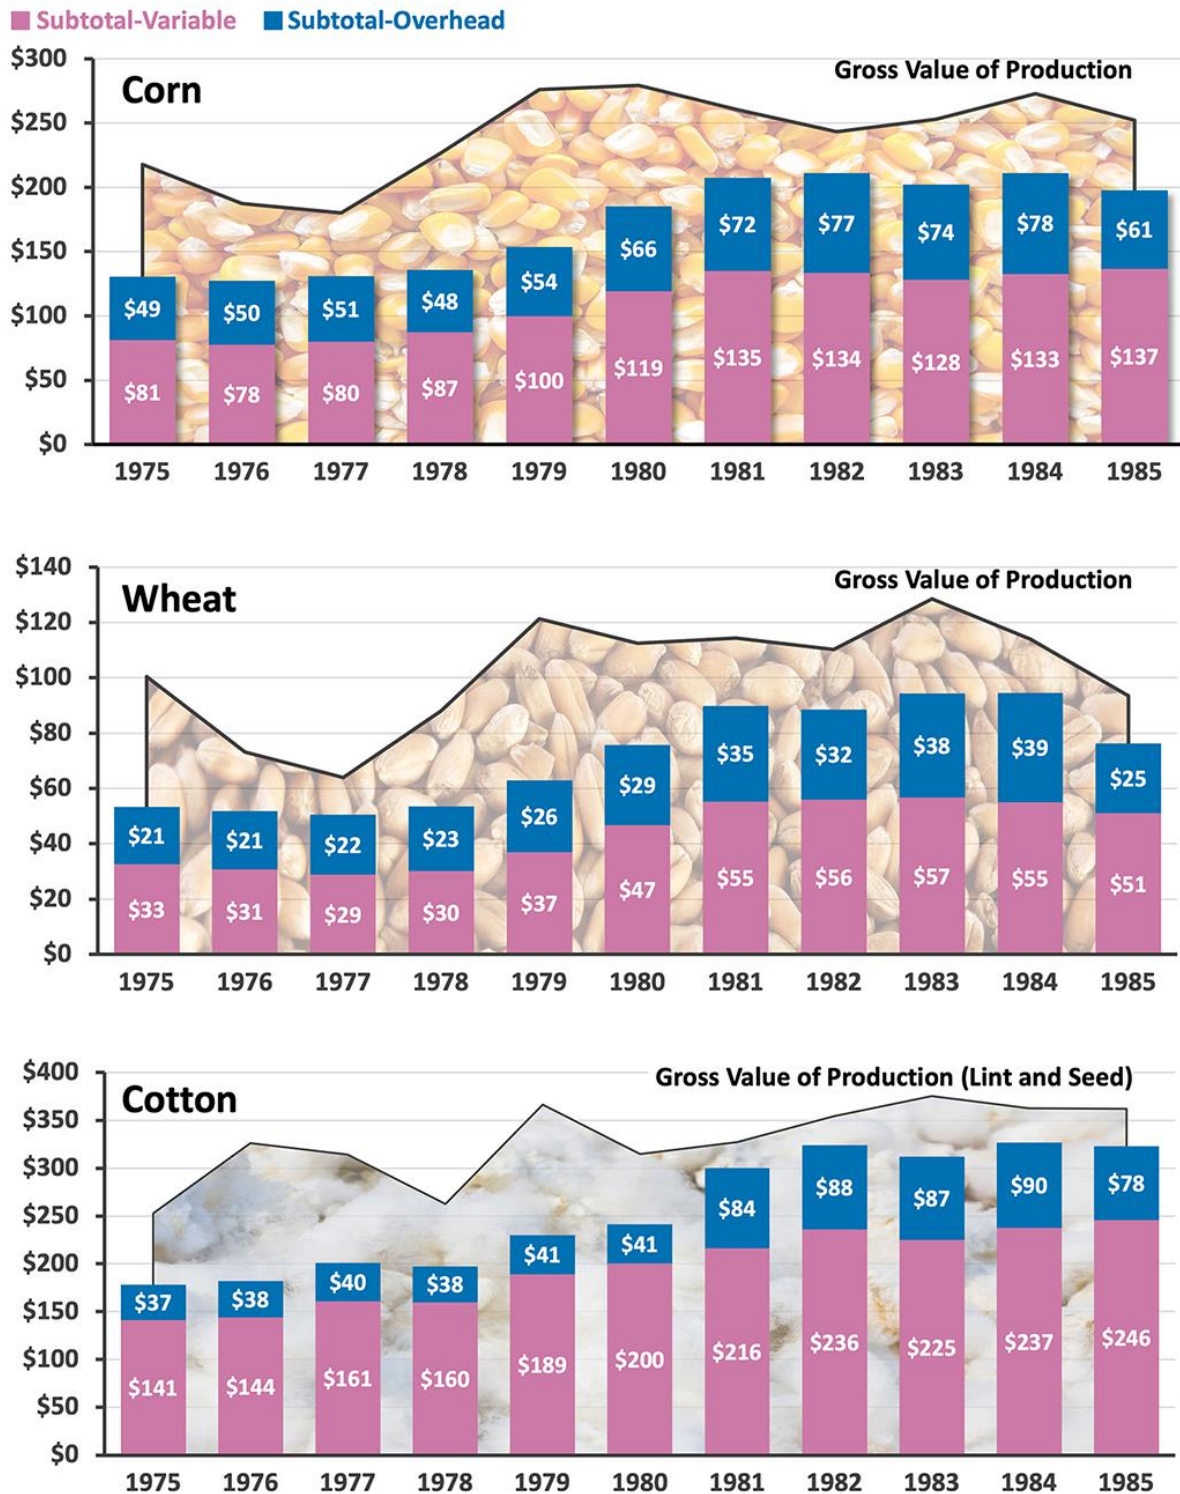 Subtotal-Variable Subtotal-Overhead
$300
Gross Value of Production
Corn
$250
$200
$150
$100
$50
$0
$49 $50 $51 $48 $54 $66 $72 $77 $74 $78 $61
$81 $78 $80 $87 $100 $119 $135 $134 $128 $133 $137
1975 1976 1977 1978 1979 1980 1981 1982 1983 1984 1985
$140
Gross Value of Production
Wheat
$120
$100
$80
$60
$40
$20
$0
$21 $21 $22 $23 $26 $29 $35 $32 $38 $39 $25
$33 $31 $29 $30 $37 $47 $55 $56 $57 $55 $51
1975 1976 1977 1978 1979 1980 1981 1982 1983 1984 1985
$400
Gross Value of Production (Lint and Seed)
Cotton
$350
$300
$250
$200
$150
$100
$50
$0
$37 $38 $40 $38 $41 $41 $84 $88 $87 $90 $78
$141 $144 $161 $160 $189 $200 $216 $236 $225 $237 $246
1975 1976 1977 1978 1979 1980 1981 1982 1983 1984 1985